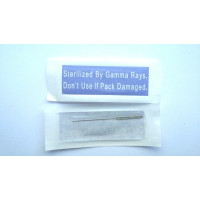 Sterilized By Gamma Rays.
Don't Use If Pack Damaged.